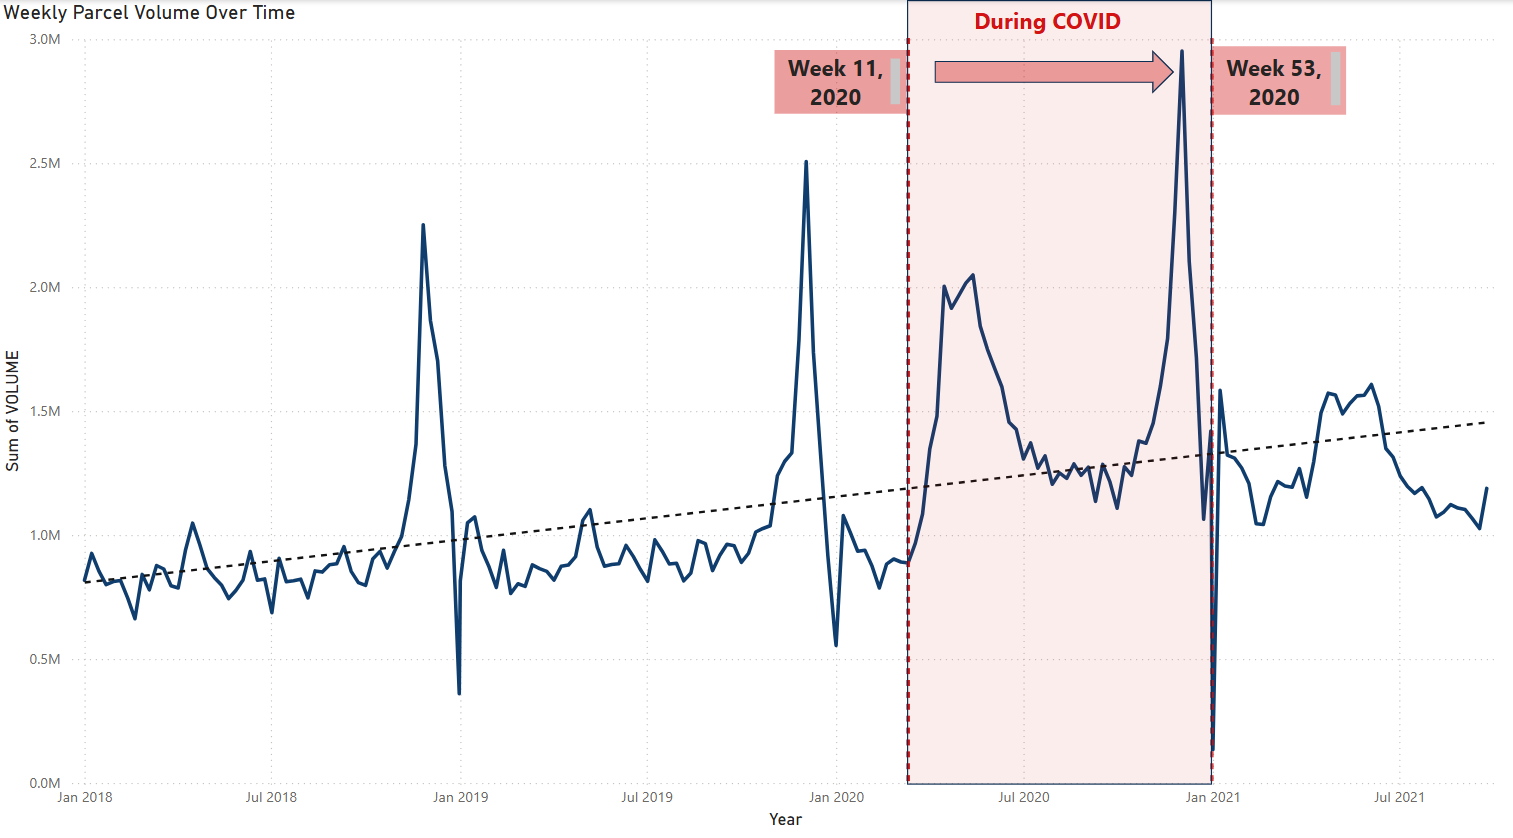 Weekly Parcel Volume Over Time
During COVID
Week 11,
2020
Week 53,
2020
3.0M
2.5M
2.0M
1.5M
1.0M
0.5M
0.0M
Sum of VOLUME
Jan 2018
Jul 2018
Jan 2019
Jul 2019
Jan 2020
Jul 2020
Jan 2021
Jul 2021
Year